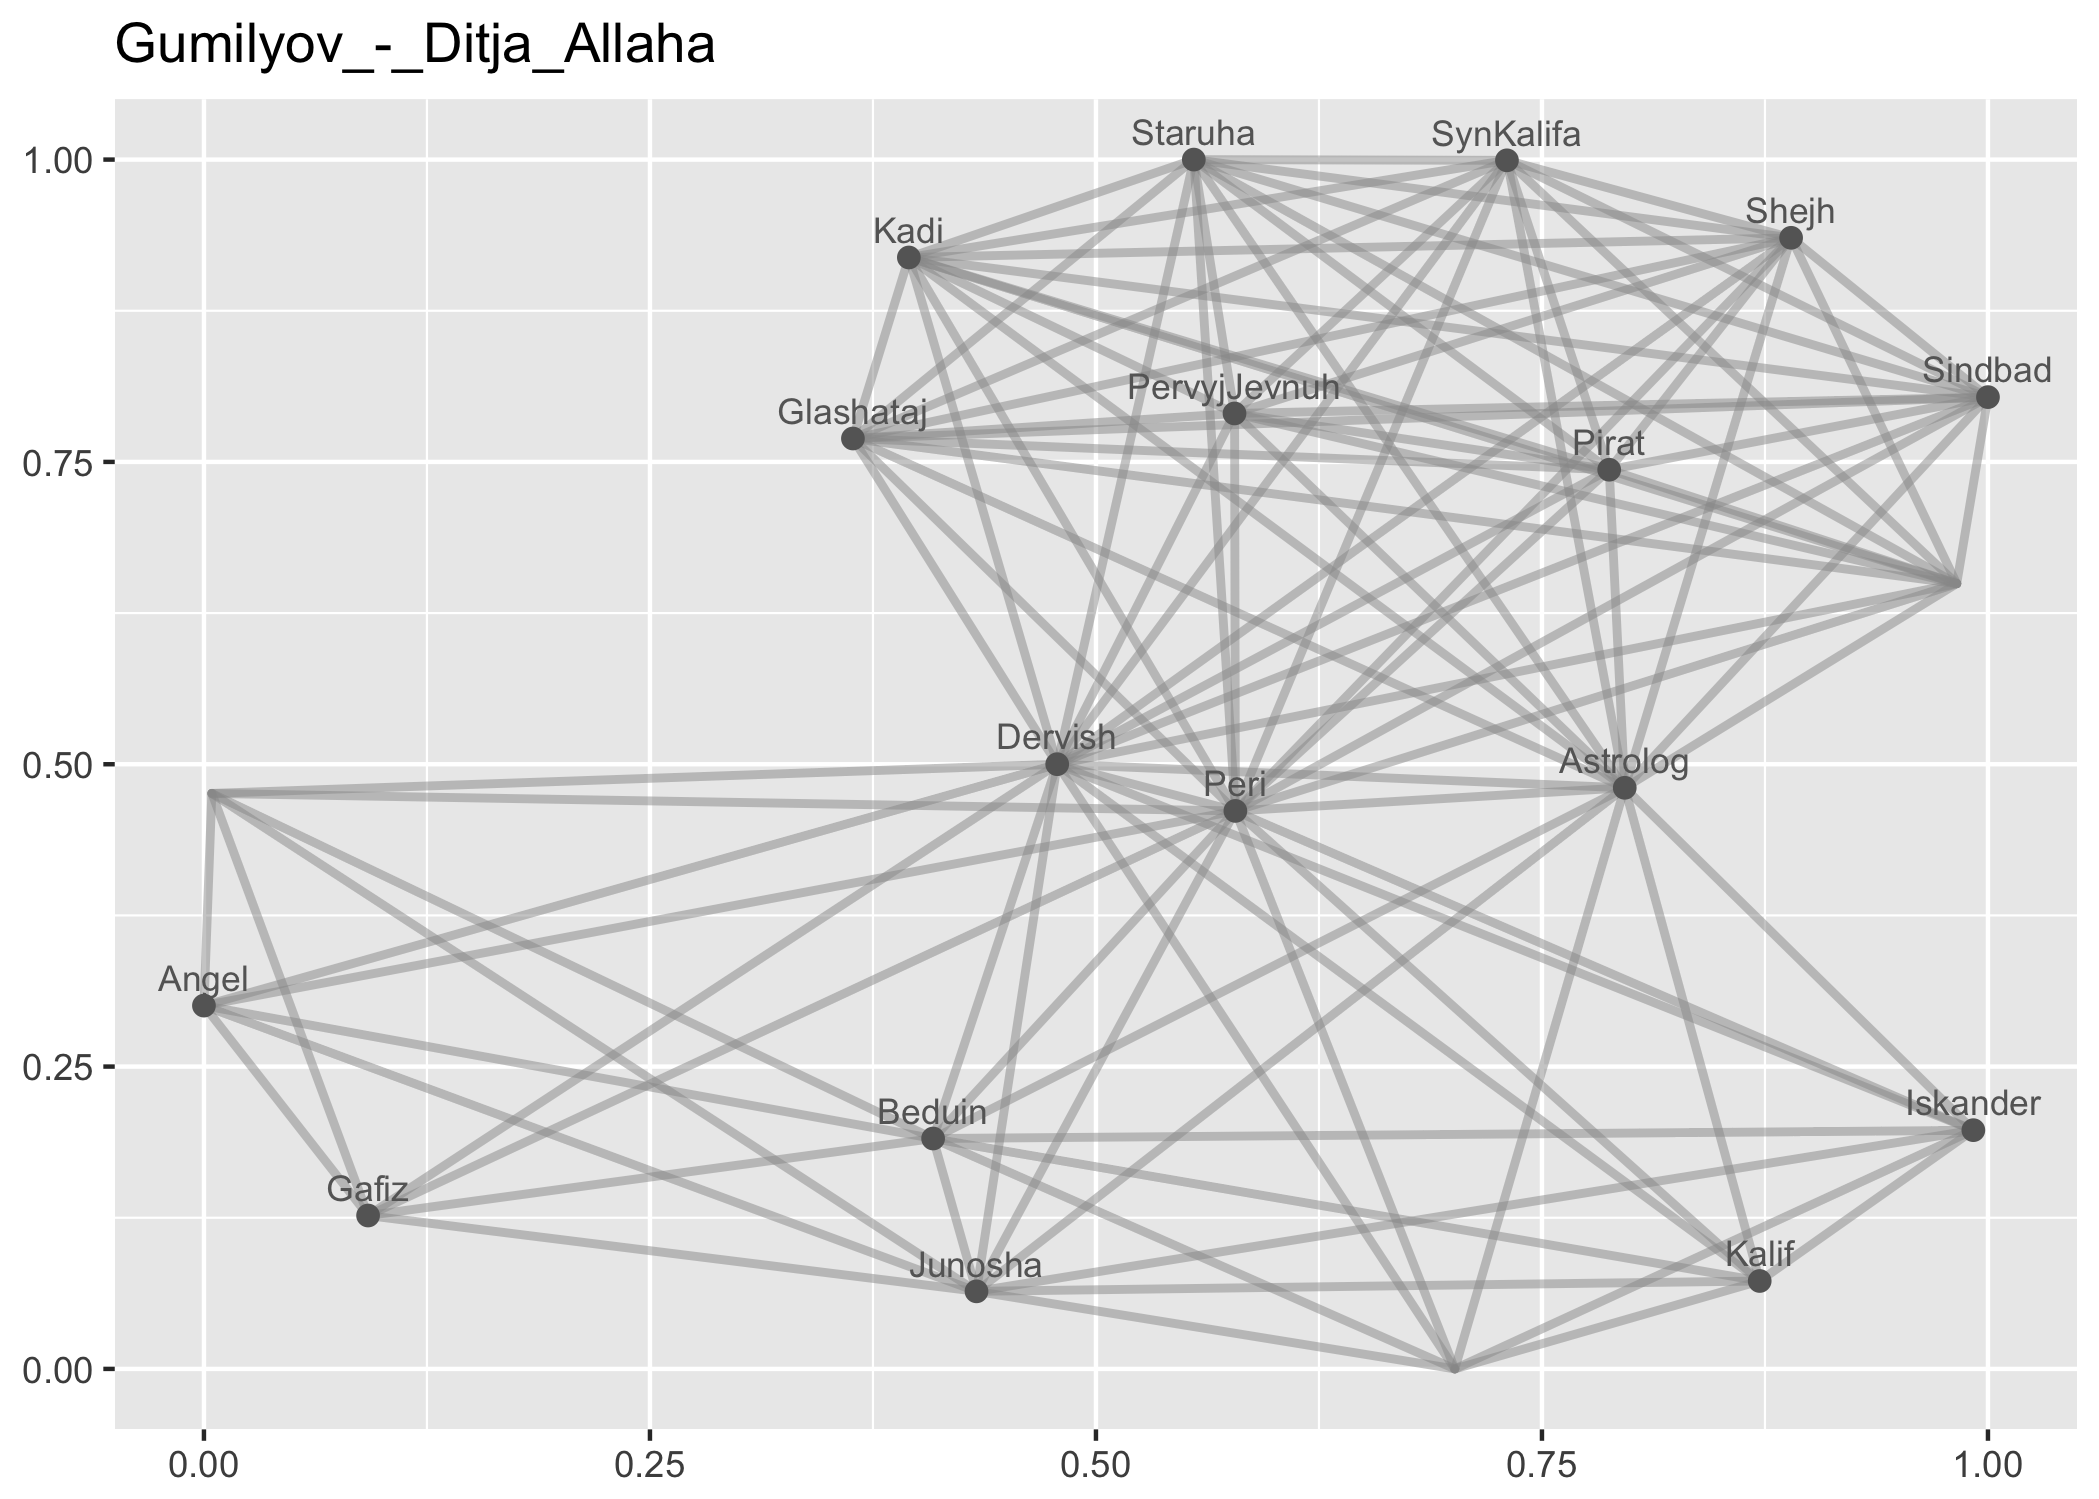 Gumilyov_-_Ditja_Allaha
Staruha
SynKalifa
Kadi
Shejh
Sindbad
PervyjJevnuh
Glashataj
Pirat
Dervish
Peri
Astrolog
Angel
Beduin
Iskander
Gafiz
Junosha
Kalif
1.00
0.75
0.50
0.25
0.00
0.00
0.25
0.50
0.75
1.00